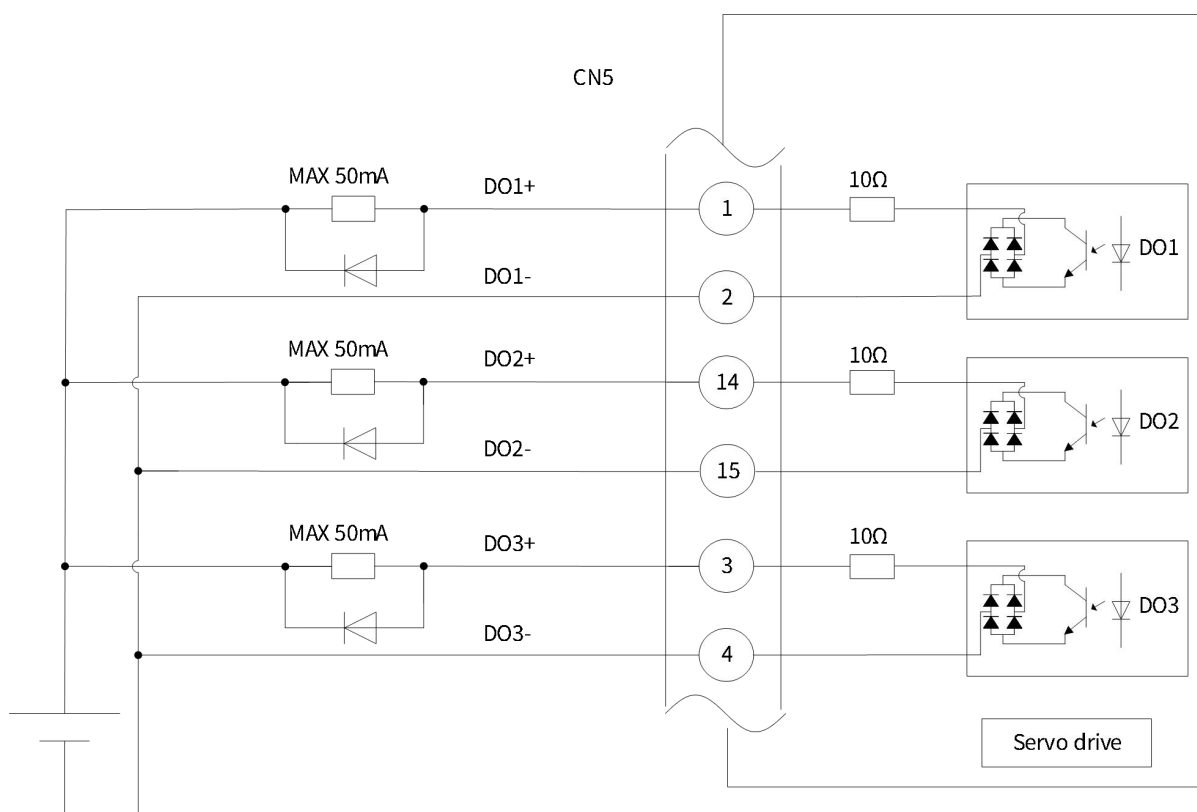 CN5
MAX 50mA
DO1+
1
10Ω
DO1
DO1-
2
MAX 50mA
DO2+
14
10Ω
DO2
DO2-
15
MAX 50mA
DO3+
3
10Ω
DO3
DO3-
4
Servo drive